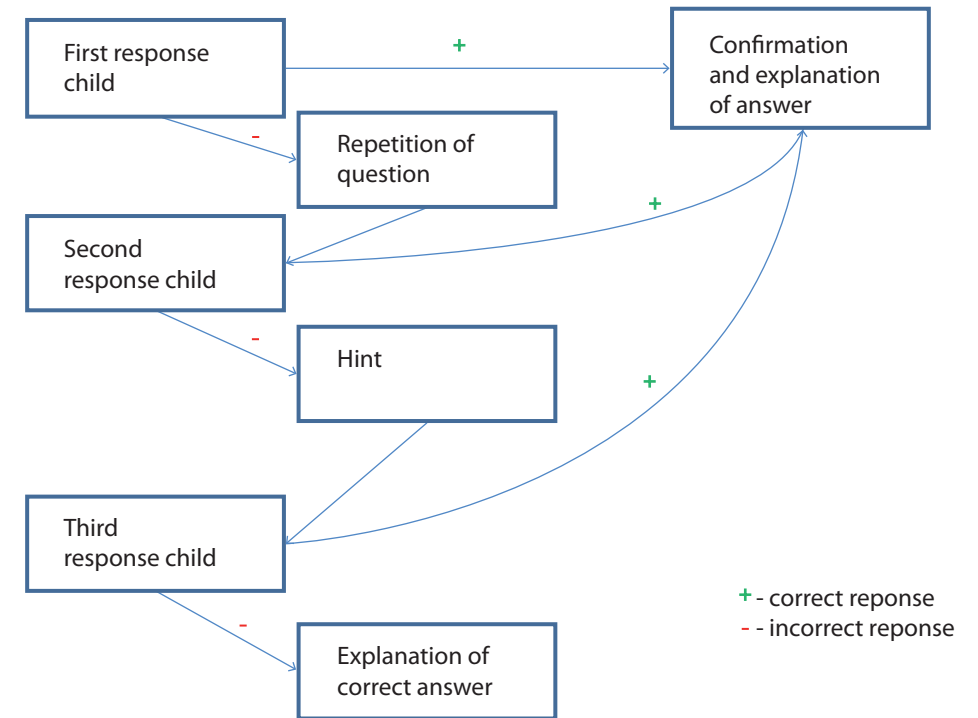 First response
child
+
Confirmation
and explanation
of answer
-
Repetition of
question
+
Second
response child
-
Hint
+
Third
response child
-
Explanation of
correct answer
+ - correct reponse
- - incorrect reponse